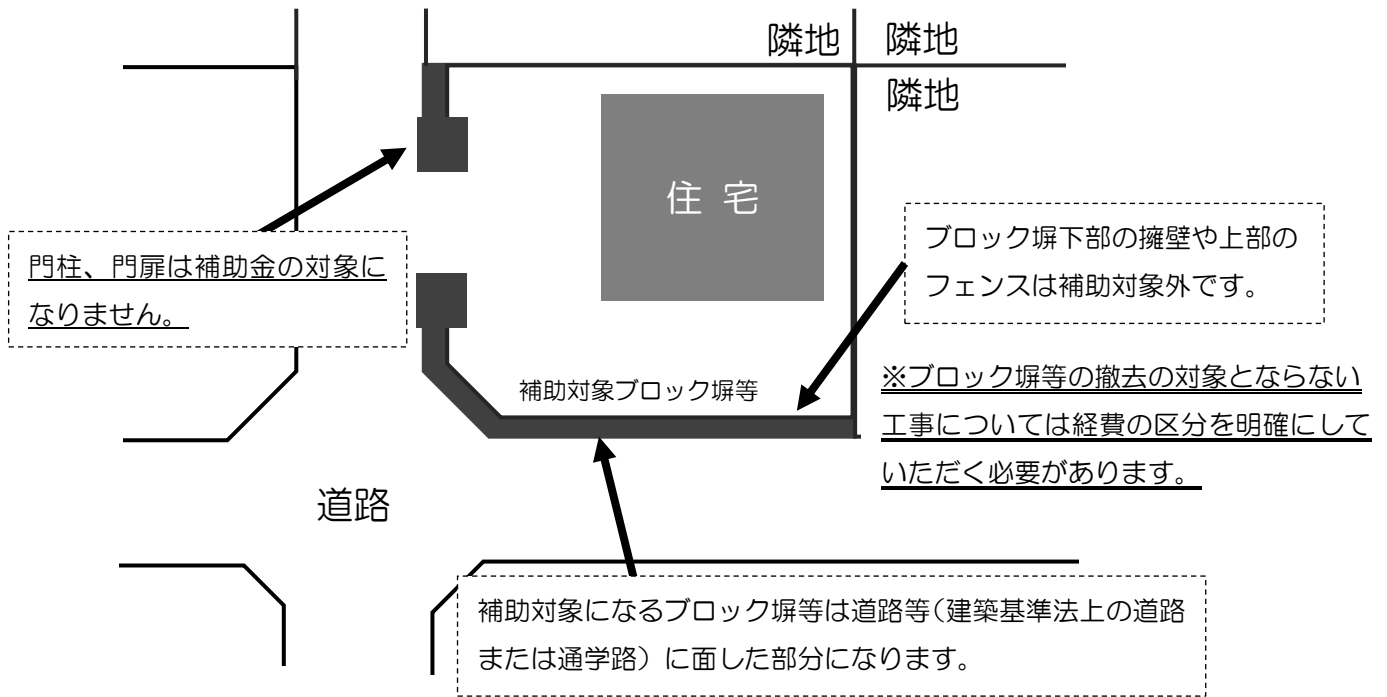 隣地
隣地
隣地
住 宅
門柱、門扉は補助金の対象に
なりません。
ブロック塀下部の擁壁や上部の
フェンスは補助対象外です。
補助対象ブロック塀等
※ブロック塀等の撤去の対象とならない
工事については経費の区分を明確にして
いただく必要があります。
道路
補助対象になるブロック塀等は道路等(建築基準法上の道路
または通学路）に面した部分になります。